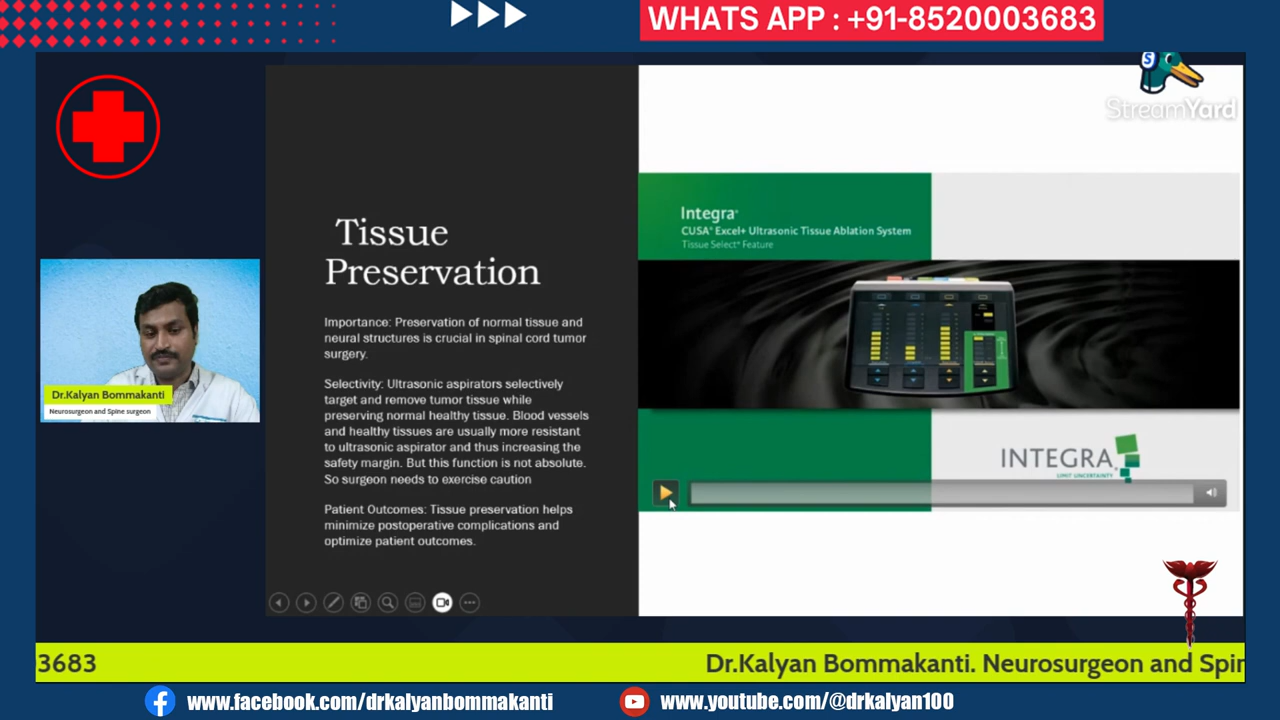 WHATS APP : +91-8520003683
S
StreamYard
Tissue
Preservation
Importance: Preservation of normal tissue and
neural structures is crucial in spinal cord tumor
surgery.
Selectivity: Ultrasonic aspirators selectively
target and remove tumor tissue while
preserving normal healthy tissue. Blood vessels
and healthy tissues are usually more resistant
to ultrasonic aspirator and thus increasing the
safety margin. But this function is not absolute.
So surgeon needs to exercise caution
Patient Outcomes: Tissue preservation helps
minimize postoperative complications and
optimize patient outcomes.
Integra®
CUSA® Excel+ Ultrasonic Tissue Ablation System
Tissue Select® Feature
INTEGRA
LIMIT UNCERTAINTY
Dr.Kalyan Bommakanti
Neurosurgeon and Spine surgeon
3683
Dr.Kalyan Bommakanti. Neurosurgeon and Spir
www.facebook.com/drkalyanbommakanti
www.youtube.com/@drkalyan100